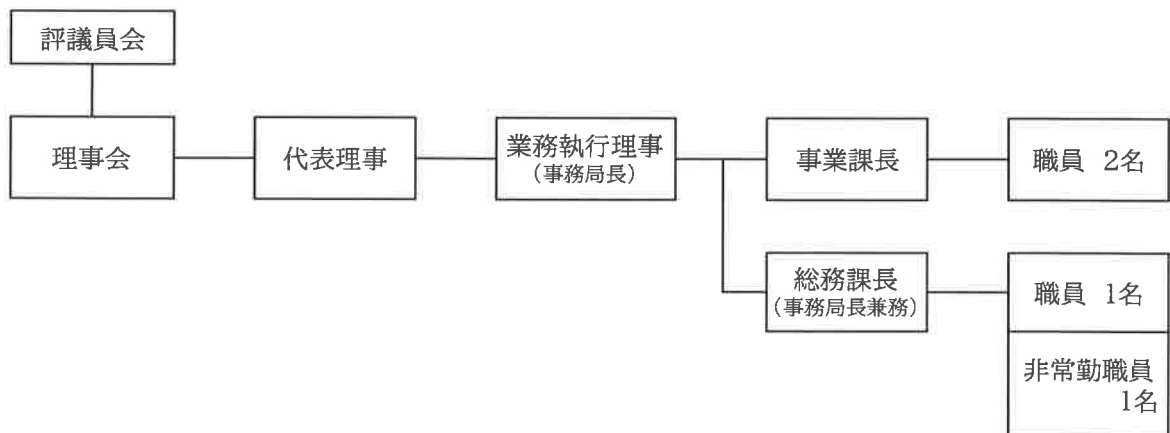 評議員会
理事会
代表理事
業務執行理事
（事務局長）
事業課長
職員 2名
総務課長
（事務局長兼務）
職員 1名
非常勤職員
1名